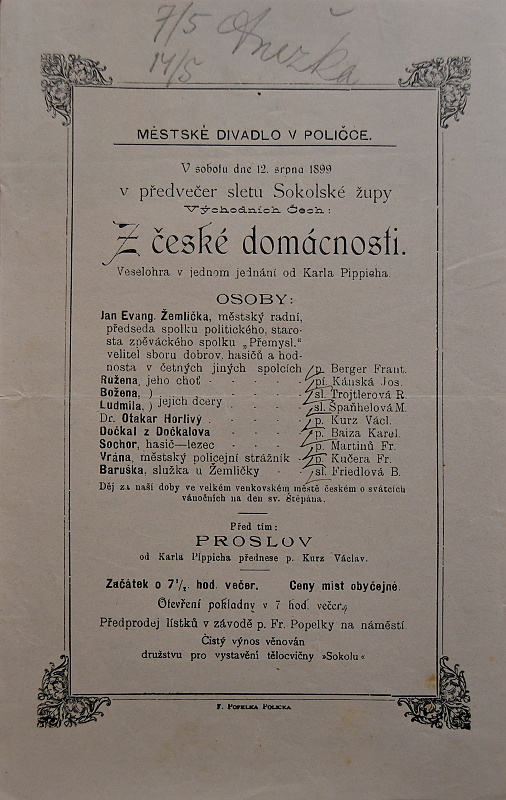 7/5 Anežka
14/5
MĚSTSKÉ DIVADLO V POLIČCE.
V sobotu dne 12. srpna 1899
v předvečer sletu Sokolské župy
Východních Čech:
Z české domácnosti.
Veselohra v jednom jednání od Karla Pippicha.
OSOBY:
Jan Evang. Žemlička, městský radní,
předseda spolku politického, staro-
sta zpěváckého spolku „Přemysl."
velitel sboru dobrov. hasičů a hod-
nosta v četných jiných spolcích p. Berger Frant.
Růžena, jeho choť - - - - - pí. Kánská Jos.
Božena, ) jejich dcery - - - sl. Trojtlerová R.
Ludmila, ) sl. Španhelová M.
Dr. Otakar Horlivý - - - - p. Kurz Václ.
Dočkal z Dočkalova - - - - p. Baiza Karel.
Sochor, hasič—lezec - - - - p. Martinů Fr.
Vrána, městský policejní strážník - p. Kučera Fr.
Baruška, služka u Žemličky - - sl. Friedlová B.
Děj za naší doby ve velkém venkovském městě českém o svátcích
vánočních na den sv. Štěpána.
Před tím:
PROSLOV
od Karla Pippicha přednese p. Kurz Václav.
Začátek o 7½ hod. večer. Ceny míst obyčejné.
Otevření pokladny v 7 hod. večer.
Předprodej lístků v závodě p. Fr. Popelky na náměstí.
Čistý výnos věnován
družstvu pro vystavění tělocvičny »Sokolu«
F. POPELKA POLIČKA.